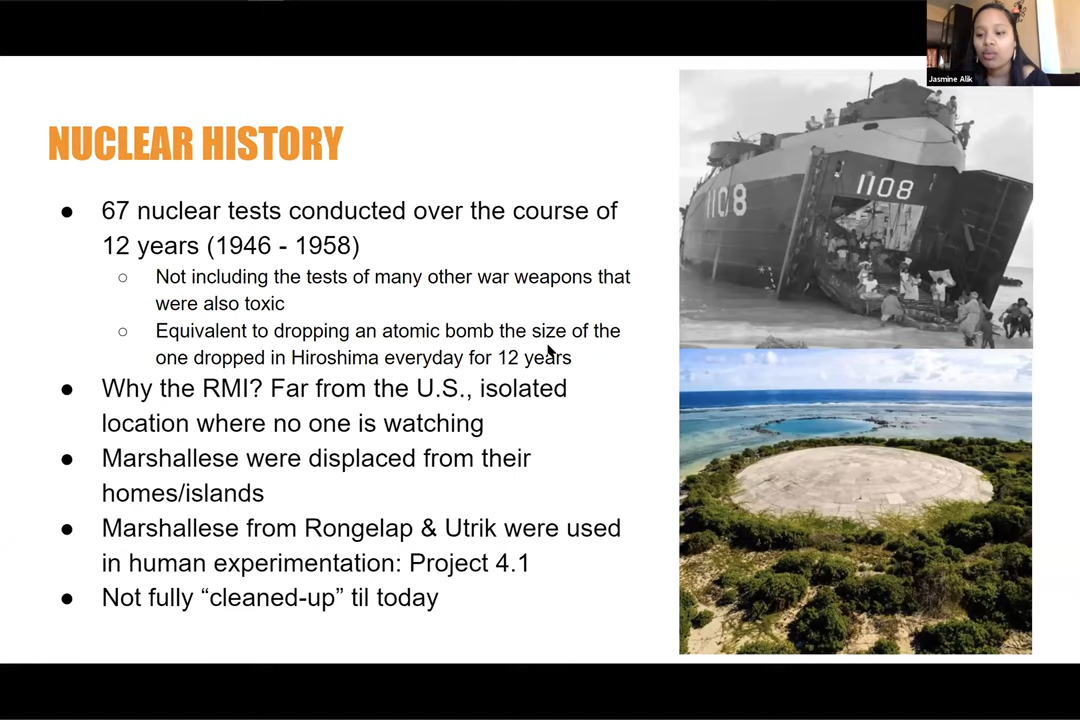 Jasmine Alik
NUCLEAR HISTORY
● 67 nuclear tests conducted over the course of
12 years (1946 - 1958)
○ Not including the tests of many other war weapons that
were also toxic
○ Equivalent to dropping an atomic bomb the size of the
one dropped in Hiroshima everyday for 12 years
● Why the RMI? Far from the U.S., isolated
location where no one is watching
● Marshallese were displaced from their
homes/islands
● Marshallese from Rongelap & Utrik were used
in human experimentation: Project 4.1
● Not fully “cleaned-up” til today
1108
1108